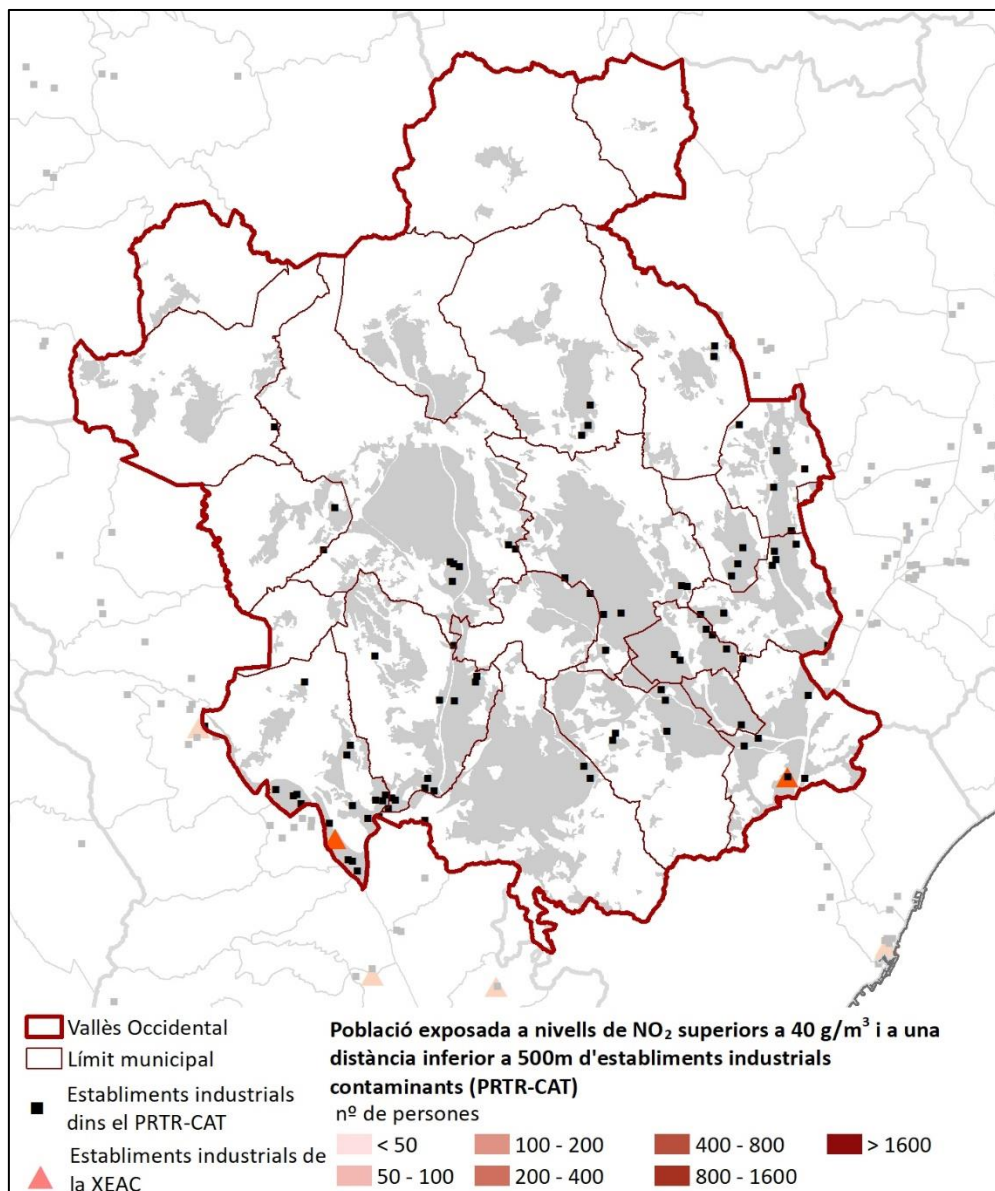 Vallès Occidental
Límit municipal
Establiments industrials
dins el PRTR-CAT
Establiments industrials de
la XEAC
Població exposada a nivells de NO₂ superiors a 40 g/m³ i a una
distància inferior a 500m d'establiments industrials
contaminants (PRTR-CAT)
nº de persones
< 50
100 - 200
400 - 800
> 1600
50 - 100
200 - 400
800 - 1600